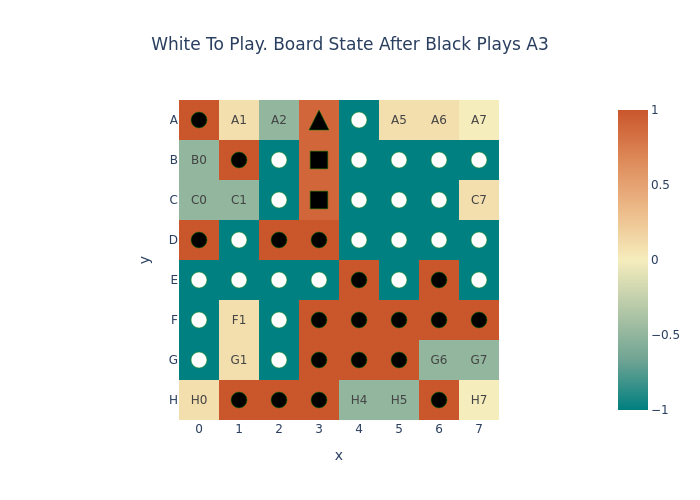 White To Play. Board State After Black Plays A3
A A1 A2 A5 A6 A7
B B0
C C0 C1 C7
D
E
F F1
G G1 G6 G7
H H0 H4 H5 H7
0 1 2 3 4 5 6 7
x
y
1
0.5
0
−0.5
−1